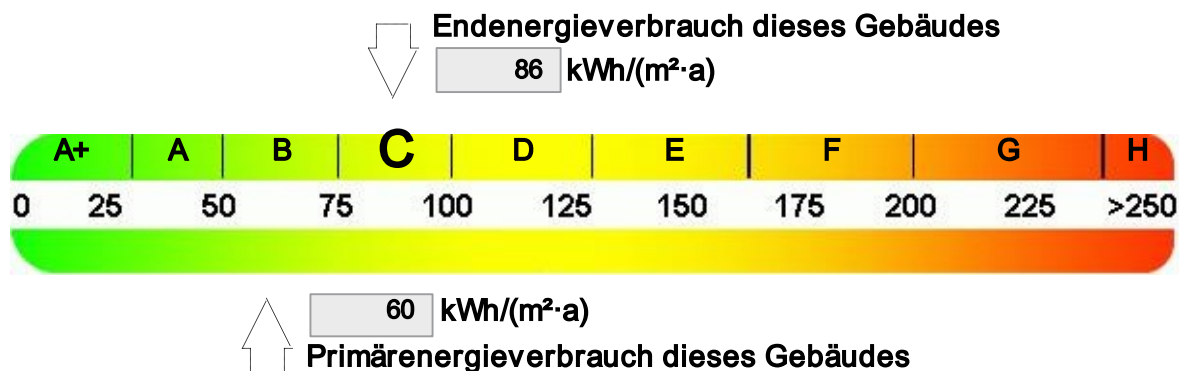 Endenergieverbrauch dieses Gebäudes
86 kWh/(m²·a)
A+ A B C D E F G H
0 25 50 75 100 125 150 175 200 225 >250
60 kWh/(m²·a)
Primärenergieverbrauch dieses Gebäudes